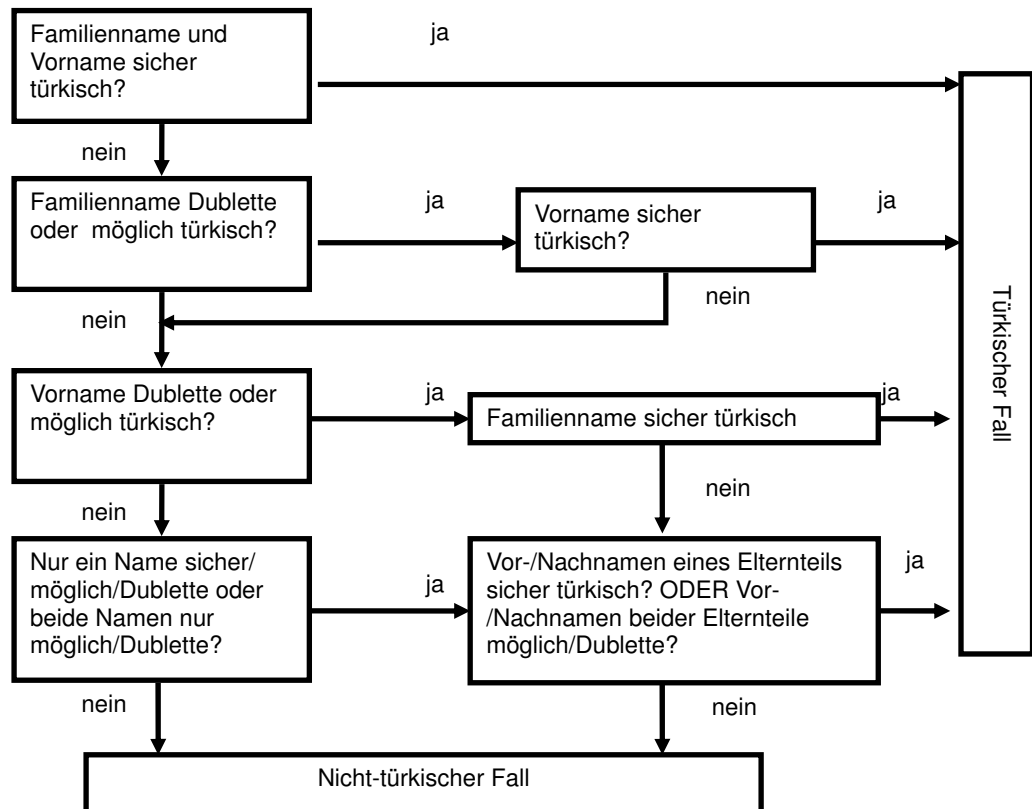 Familienname und
Vorname sicher
türkisch?
ja
nein
Familienname Dublette
oder möglich türkisch?
ja
Vorname sicher
türkisch?
ja
nein
nein
Vorname Dublette oder
möglich türkisch?
ja
Familienname sicher türkisch
ja
nein
nein
Nur ein Name sicher/
möglich/Dublette oder
beide Namen nur
möglich/Dublette?
ja
Vor-/Nachnamen eines Elternteils
sicher türkisch? ODER Vor-
/Nachnamen beider Elternteile
möglich/Dublette?
ja
nein
nein
Türkischer Fall
Nicht-türkischer Fall